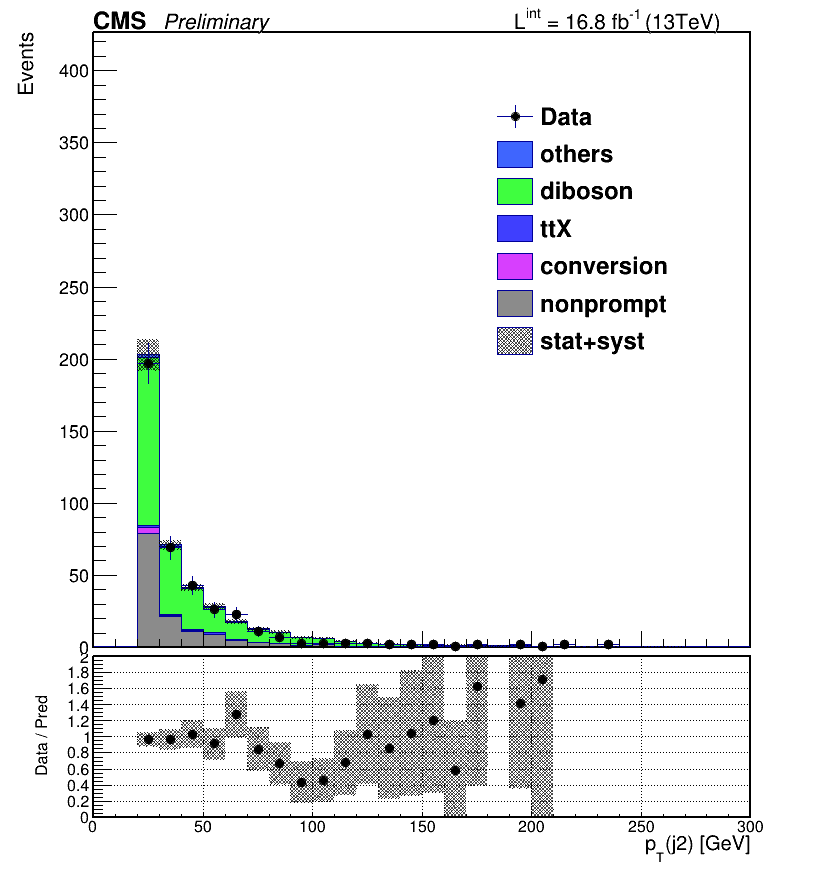 CMS Preliminary L^int = 16.8 fb^-1 (13TeV)
Events
400
350
300
250
200
150
100
50
0
Data
others
diboson
ttX
conversion
nonprompt
stat+syst
Data / Pred
2
1.8
1.6
1.4
1.2
1
0.8
0.6
0.4
0.2
0
0 50 100 150 200 250 300
p_T(j2) [GeV]